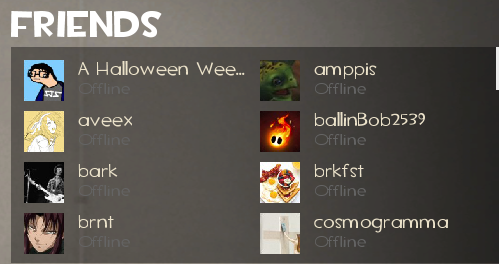 FRIENDS
A Halloween Wee...
Offline
amppis
Offline
aveex
Offline
ballinBob2539
Offline
bark
Offline
brkfst
Offline
brnt
Offline
cosmogramma
Offline